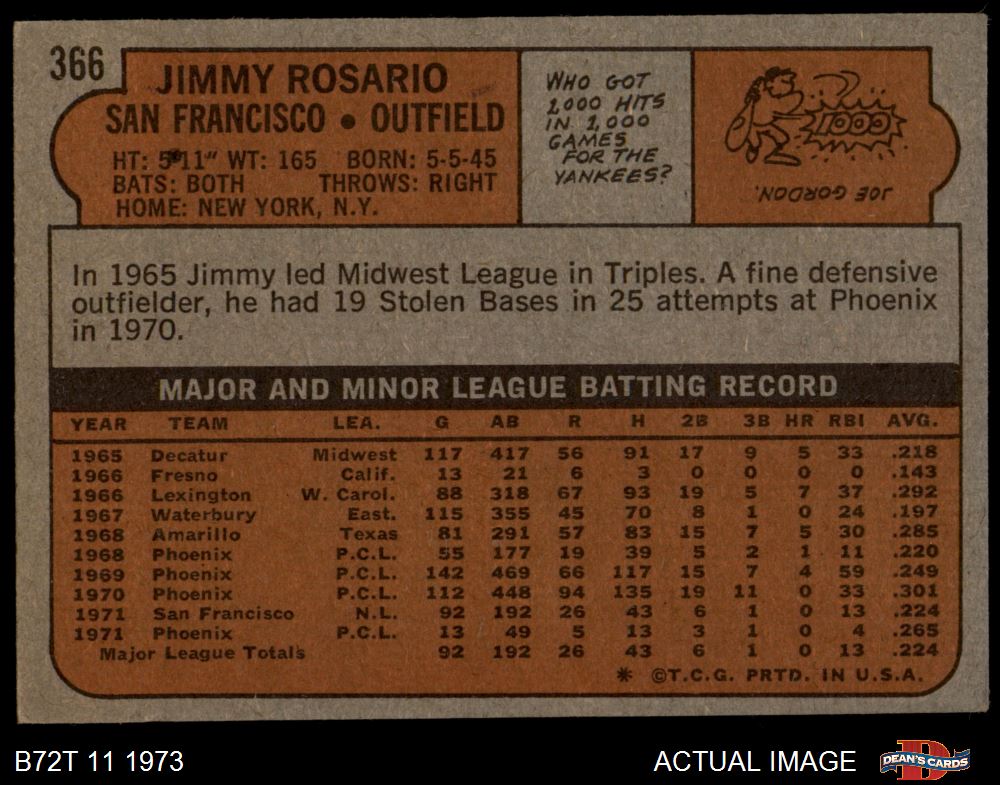 366
JIMMY ROSARIO
SAN FRANCISCO • OUTFIELD
HT: 5'11" WT: 165 BORN: 5-5-45
BATS: BOTH THROWS: RIGHT
HOME: NEW YORK, N.Y.
WHO GOT
1,000 HITS
IN 1,000
GAMES
FOR THE
YANKEES?
1000
JOE GORDON.
In 1965 Jimmy led Midwest League in Triples. A fine defensive
outfielder, he had 19 Stolen Bases in 25 attempts at Phoenix
in 1970.
MAJOR AND MINOR LEAGUE BATTING RECORD
YEAR TEAM LEA. G AB R H 2B 3B HR RBI AVG.
1965 Decatur Midwest 117 417 56 91 17 9 5 33 .218
1966 Fresno Calif. 13 21 6 3 0 0 0 0 .143
1966 Lexington W. Carol. 88 318 67 93 19 5 7 37 .292
1967 Waterbury East. 115 355 45 70 8 1 0 24 .197
1968 Amarillo Texas 81 291 57 83 15 7 5 30 .285
1968 Phoenix P.C.L. 55 177 19 39 5 2 1 11 .220
1969 Phoenix P.C.L. 142 469 66 117 15 7 4 59 .249
1970 Phoenix P.C.L. 112 448 94 135 19 11 0 33 .301
1971 San Francisco N.L. 92 192 26 43 6 1 0 13 .224
1971 Phoenix P.C.L. 13 49 5 13 3 1 0 4 .265
Major League Totals 92 192 26 43 6 1 0 13 .224
* ©T.C.G. PRTD. IN U.S.A.
B72T 11 1973
ACTUAL IMAGE
D
DEAN'S CARDS